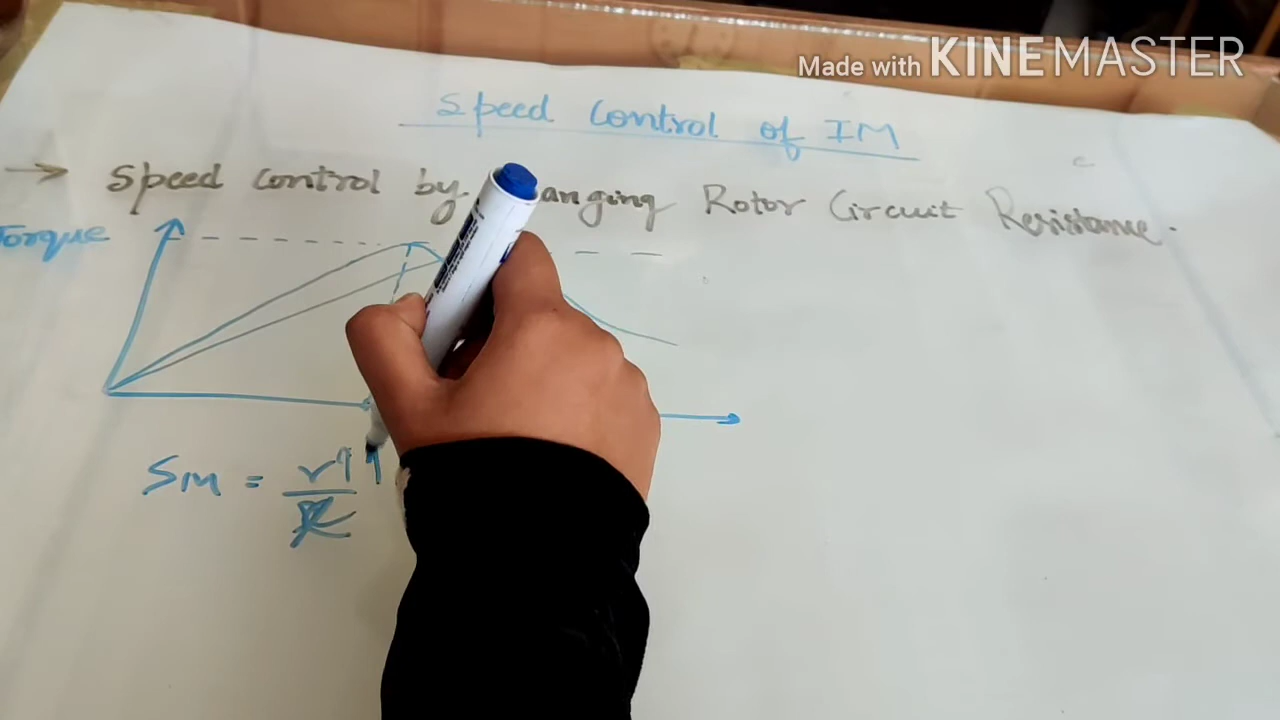 Made with KINEMASTER
Speed Control of IM
→ Speed Control by anging Rotor Circuit Resistance.
Torque
SM = r